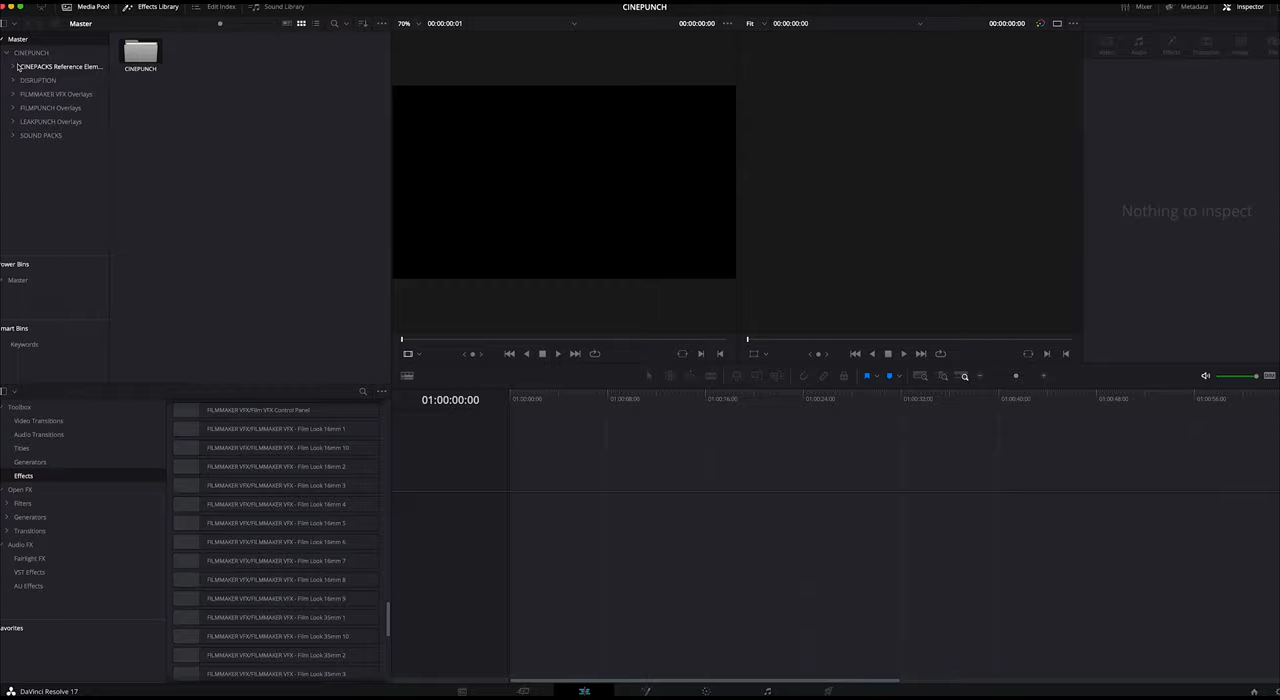 Media Pool Effects Library Edit Index Sound Library CINEPUNCH Mixer Metadata Inspector
Master 70% 00:00:00:01 00:00:00:00 Fit 00:00:00:00 00:00:00:00
Master
CINEPUNCH
CINEPACKS Reference Elem...
DISRUPTION
FILMMAKER VFX Overlays
FILMPUNCH Overlays
LEAKPUNCH Overlays
SOUND PACKS
CINEPUNCH
Video Audio Effects Transition Image
Nothing to inspect
ower Bins
Master
mart Bins
Keywords
01:00:00:00 01:00:00:00 01:00:08:00 01:00:16:00 01:00:24:00 01:00:32:00 01:00:40:00 01:00:48:00 01:00:56:00
Toolbox
Video Transitions
Audio Transitions
Titles
Generators
Effects
Open FX
Filters
Generators
Transitions
Audio FX
Fairlight FX
VST Effects
AU Effects
avorites
FILMMAKER VFX/Film VFX Control Panel
FILMMAKER VFX/FILMMAKER VFX - Film Look 16mm 1
FILMMAKER VFX/FILMMAKER VFX - Film Look 16mm 10
FILMMAKER VFX/FILMMAKER VFX - Film Look 16mm 2
FILMMAKER VFX/FILMMAKER VFX - Film Look 16mm 3
FILMMAKER VFX/FILMMAKER VFX - Film Look 16mm 4
FILMMAKER VFX/FILMMAKER VFX - Film Look 16mm 5
FILMMAKER VFX/FILMMAKER VFX - Film Look 16mm 6
FILMMAKER VFX/FILMMAKER VFX - Film Look 16mm 7
FILMMAKER VFX/FILMMAKER VFX - Film Look 16mm 8
FILMMAKER VFX/FILMMAKER VFX - Film Look 16mm 9
FILMMAKER VFX/FILMMAKER VFX - Film Look 35mm 1
FILMMAKER VFX/FILMMAKER VFX - Film Look 35mm 10
FILMMAKER VFX/FILMMAKER VFX - Film Look 35mm 2
FILMMAKER VFX/FILMMAKER VFX - Film Look 35mm 3
DaVinci Resolve 17